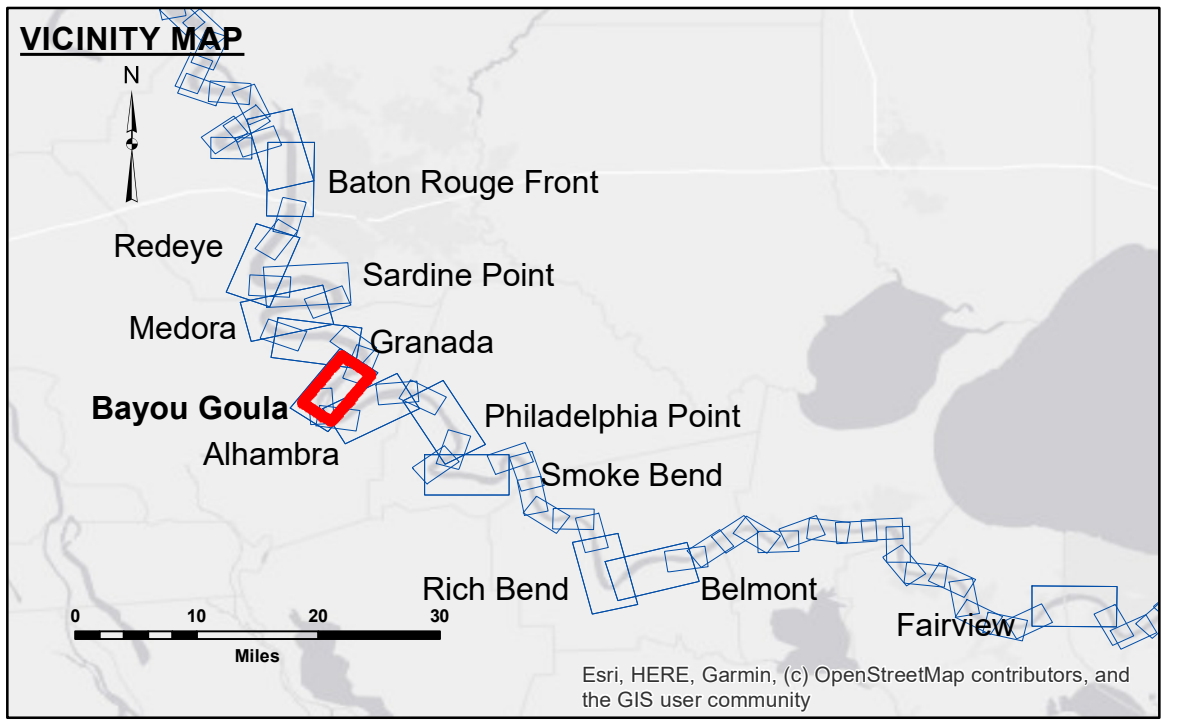 VICINITY MAP
N
Baton Rouge Front
Redeye
Sardine Point
Medora
Granada
Bayou Goula
Philadelphia Point
Alhambra
Smoke Bend
Rich Bend
Belmont
Fairview
0 10 20 30
Miles
Esri, HERE, Garmin, (c) OpenStreetMap contributors, and
the GIS user community